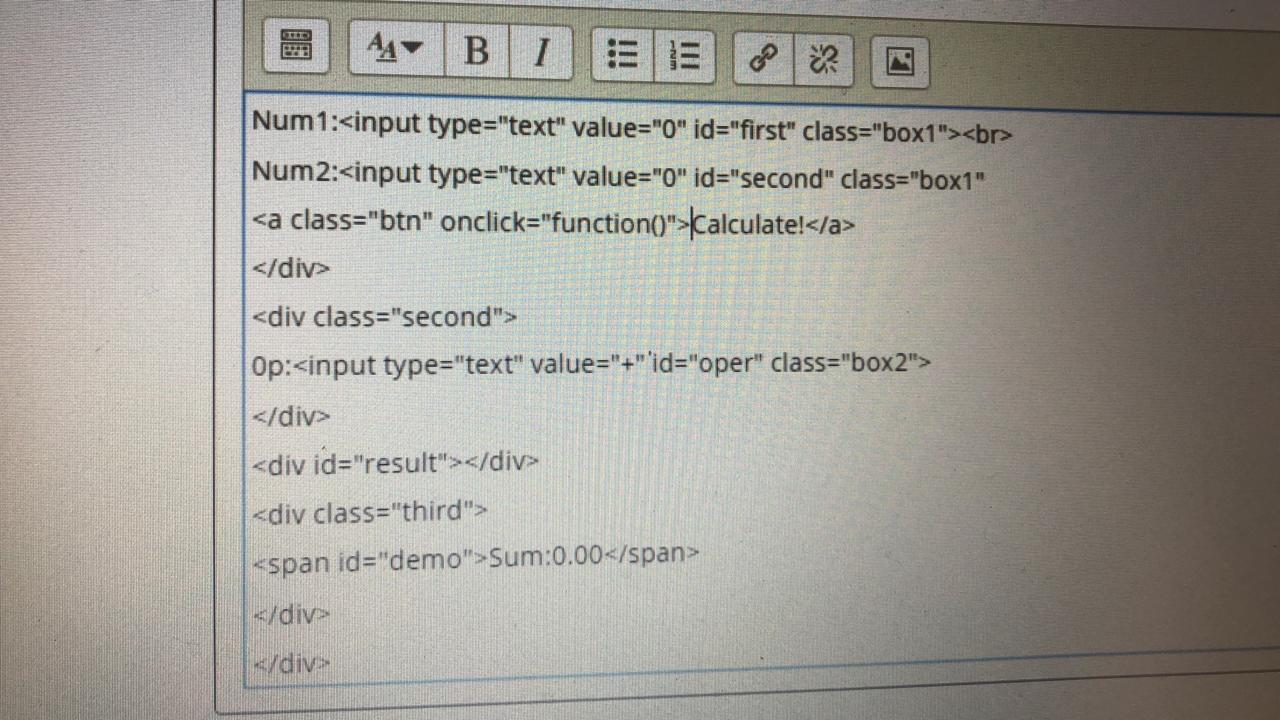 Num1:<input type="text" value="0" id="first" class="box1"><br>
Num2:<input type="text" value="0" id="second" class="box1"
<a class="btn" onclick="function()">Calculate!</a>
</div>
<div class="second">
0p:<input type="text" value="+" id="oper" class="box2">
</div>
<div id="result"></div>
<div class="third">
<span id="demo">Sum:0.00</span>
</div>
</div>